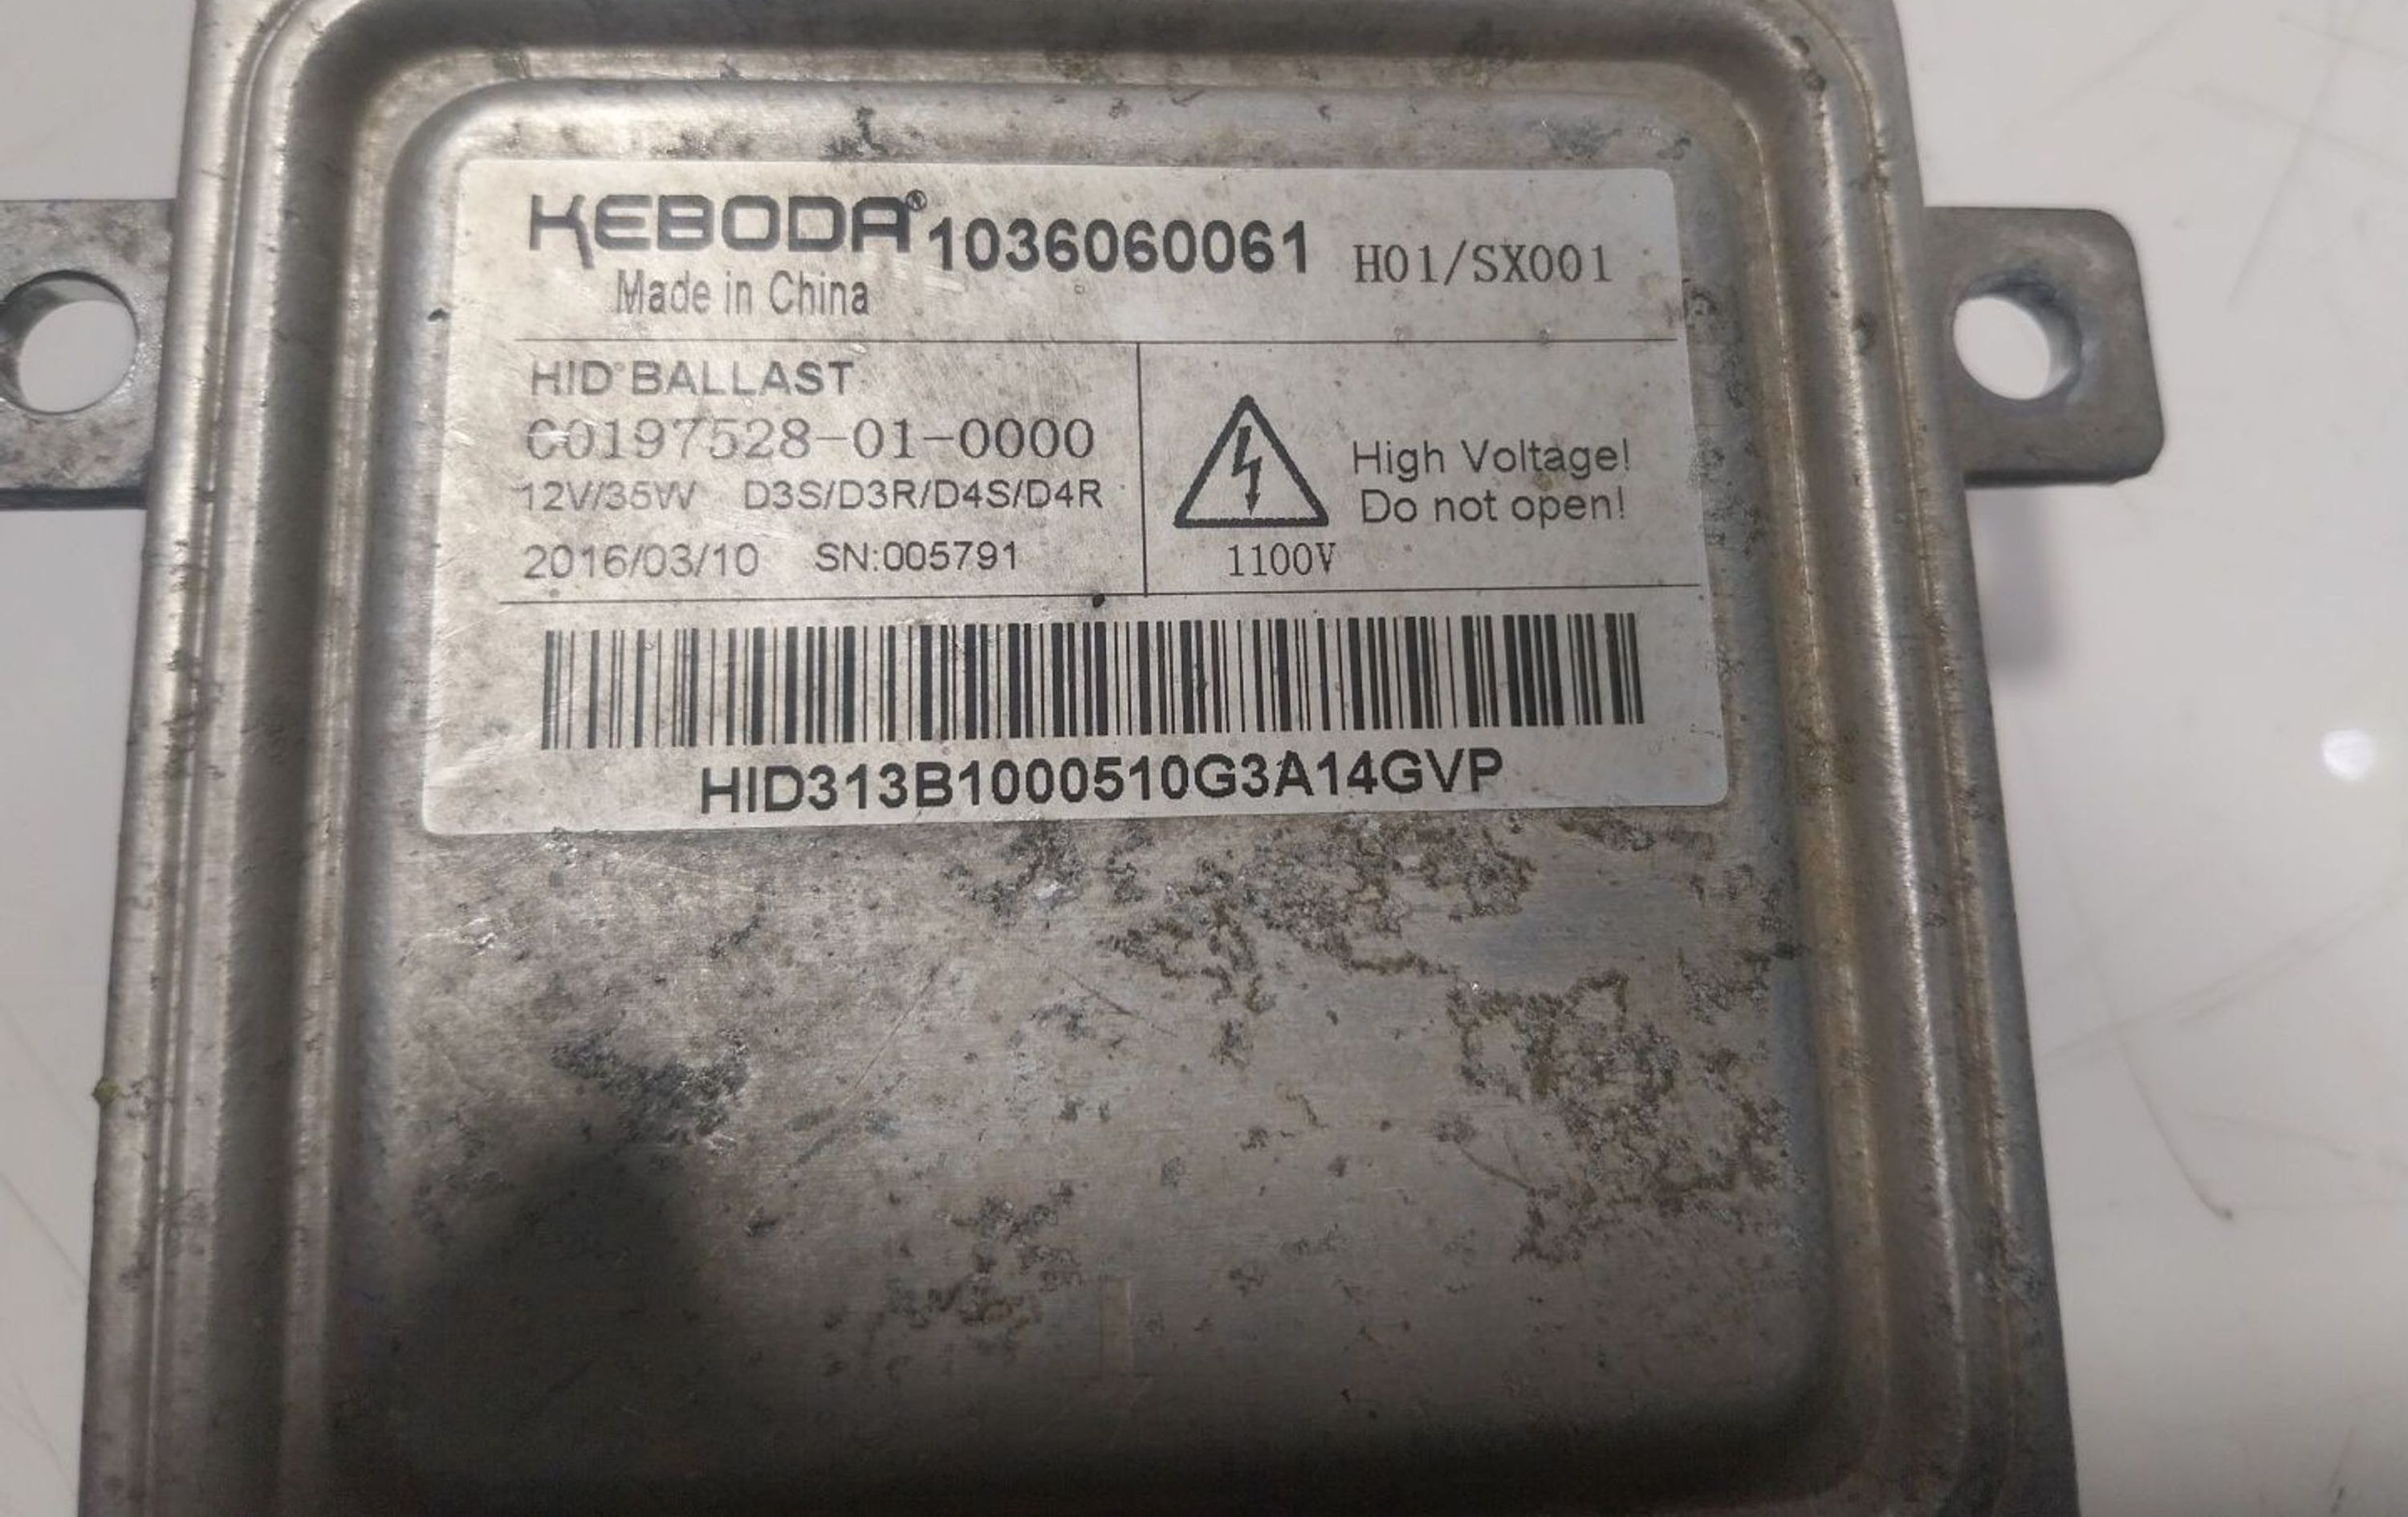 KEBODA® 1036060061 H01/SX001
Made in China
HID BALLAST
C0197528-01-0000
12V/35W D3S/D3R/D4S/D4R
2016/03/10 SN:005791
High Voltage!
Do not open!
1100V
HID313B1000510G3A14GVP